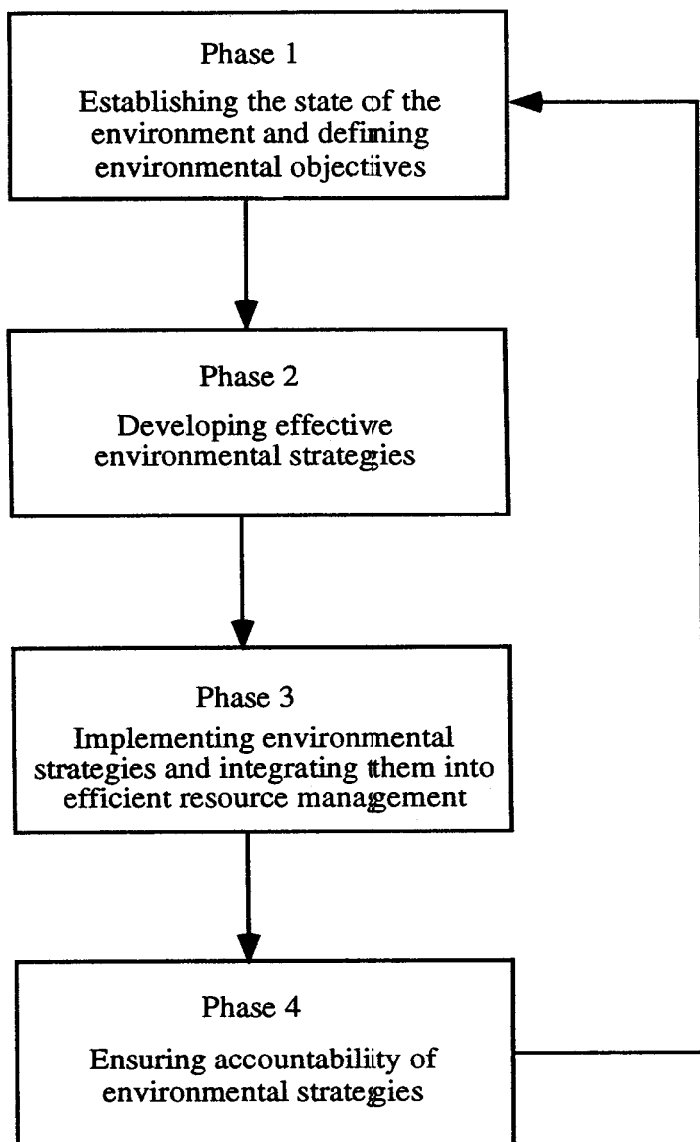 Phase 1
Establishing the state of the
environment and defining
environmental objectives
Phase 2
Developing effective
environmental strategies
Phase 3
Implementing environmental
strategies and integrating them into
efficient resource management
Phase 4
Ensuring accountability of
environmental strategies